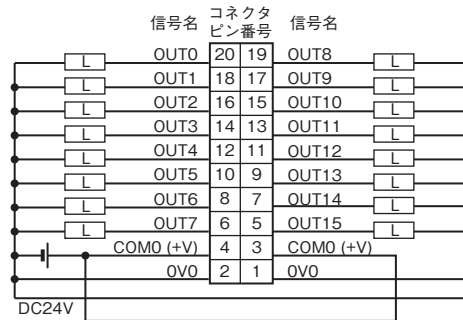 信号名 コネクタ ピン番号 信号名
L OUT0 20 19 OUT8 L
L OUT1 18 17 OUT9 L
L OUT2 16 15 OUT10 L
L OUT3 14 13 OUT11 L
L OUT4 12 11 OUT12 L
L OUT5 10 9 OUT13 L
L OUT6 8 7 OUT14 L
L OUT7 6 5 OUT15 L
COM0 (+V) 4 3 COM0 (+V)
0V0 2 1 0V0
DC24V